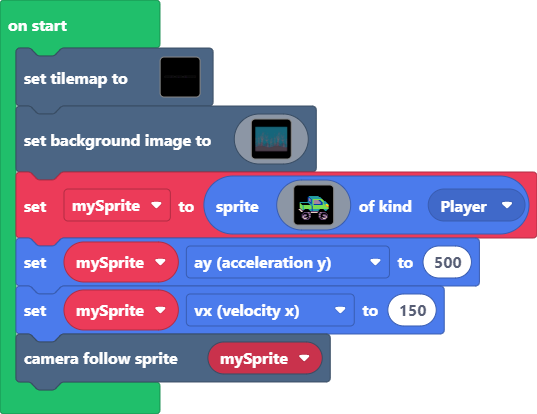 on start
set tilemap to
set background image to
set mySprite to sprite of kind Player
set mySprite ay (acceleration y) to 500
set mySprite vx (velocity x) to 150
camera follow sprite mySprite